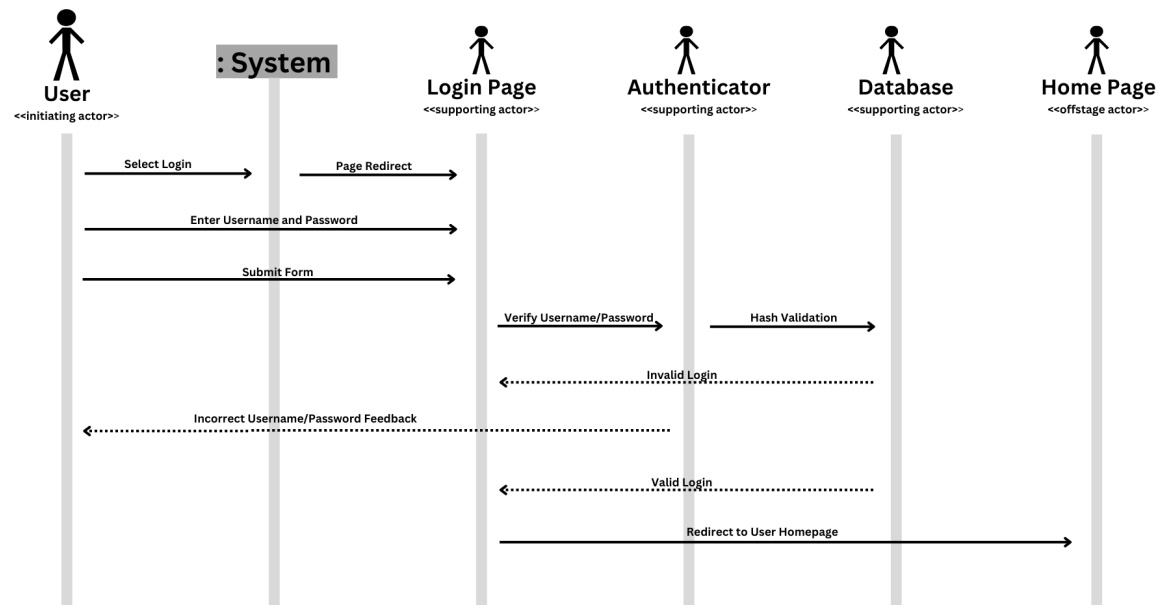 : System
User
<<initiating actor>>
Login Page
<<supporting actor>>
Authenticator
<<supporting actor>>
Database
<<supporting actor>>
Home Page
<<offstage actor>>
Select Login
Page Redirect
Enter Username and Password
Submit Form
Verify Username/Password
Hash Validation
Invalid Login
Incorrect Username/Password Feedback
Valid Login
Redirect to User Homepage